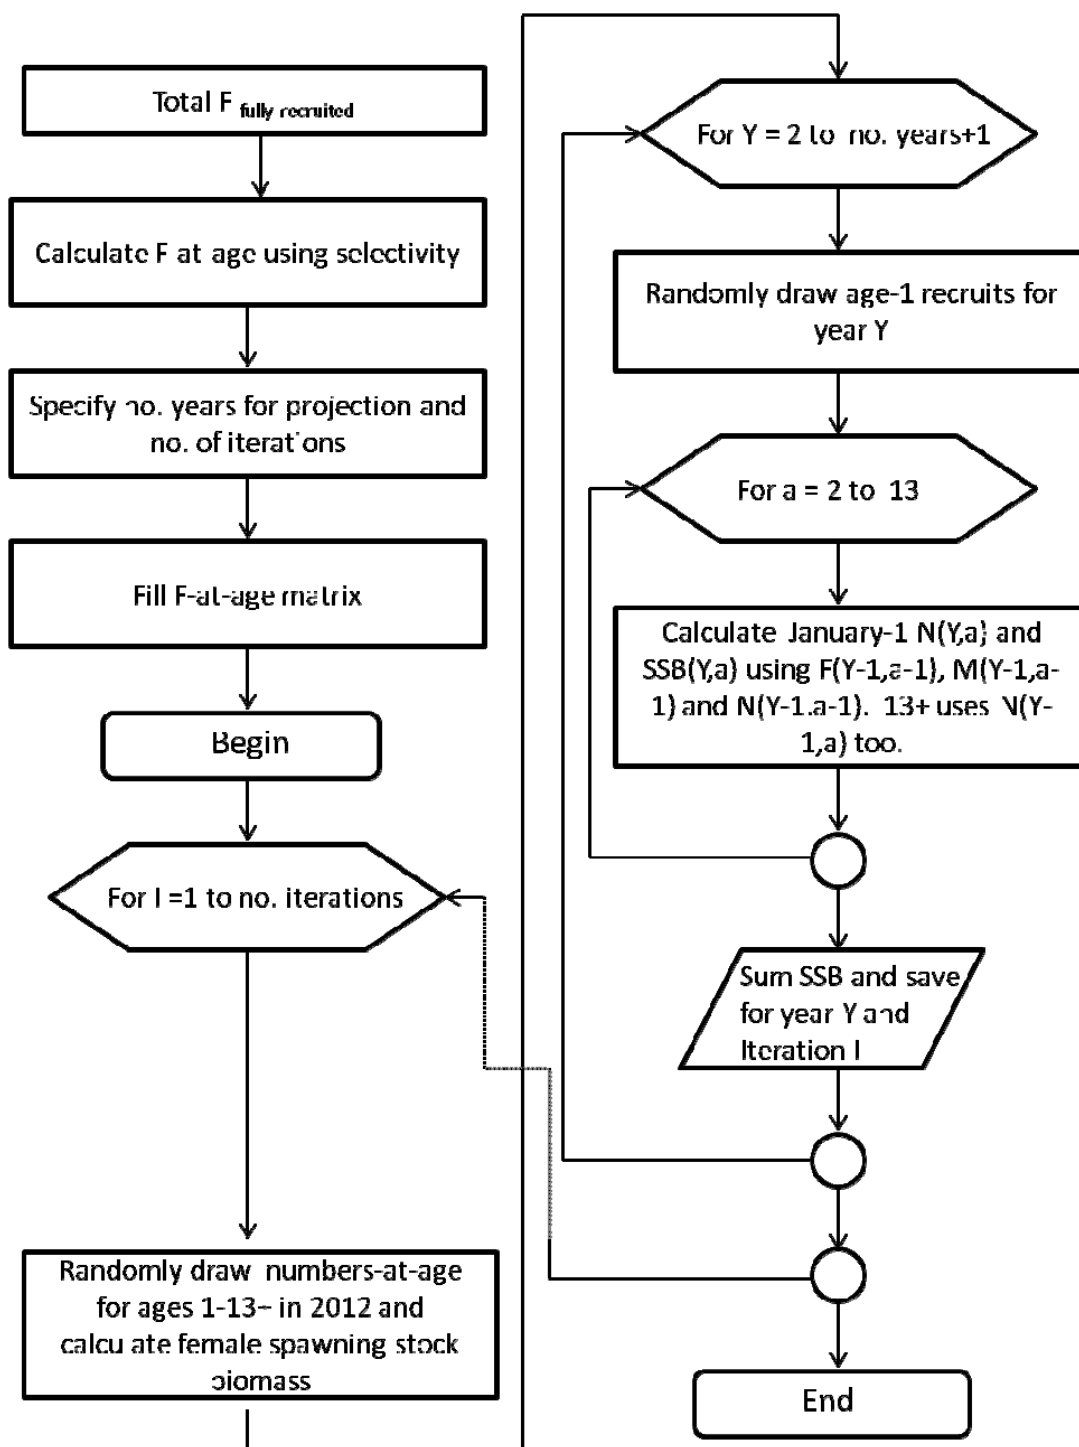 Total F fully recruited
Calculate F at age using selectivity
Specify no. years for projection and
no. of iterations
Fill F-at-age matrix
Begin
For I =1 to no. iterations
Randomly draw numbers-at-age
for ages 1-13+ in 2012 and
calculate female spawning stock
biomass
For Y = 2 to no. years+1
Randomly draw age-1 recruits for
year Y
For a = 2 to 13
Calculate January-1 N(Y,a) and
SSB(Y,a) using F(Y-1,a-1), M(Y-1,a-
1) and N(Y-1,a-1). 13+ uses N(Y-
1,a) too.
Sum SSB and save
for year Y and
Iteration I
End